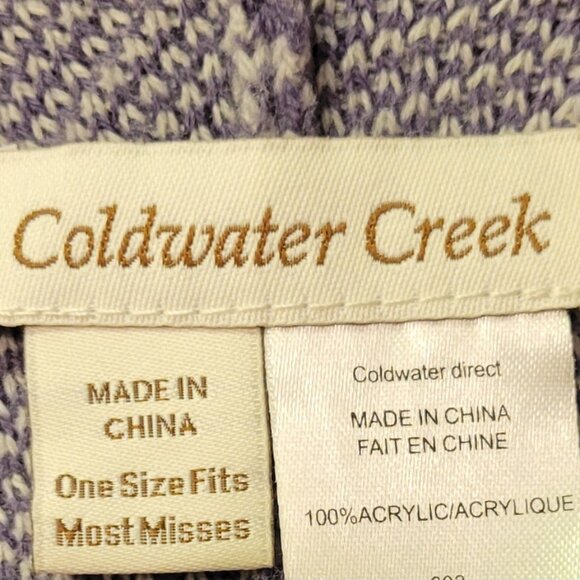 Coldwater Creek
MADE IN
CHINA
One Size Fits
Most Misses
Coldwater direct
MADE IN CHINA
FAIT EN CHINE
100%ACRYLIC/ACRYLIQUE